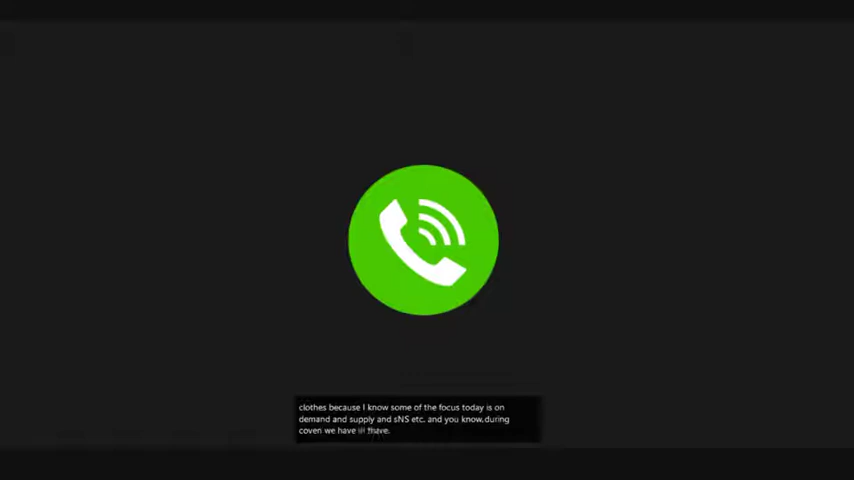 clothes because I know some of the focus today is on
demand and supply and sNS etc. and you know,during
coven we have